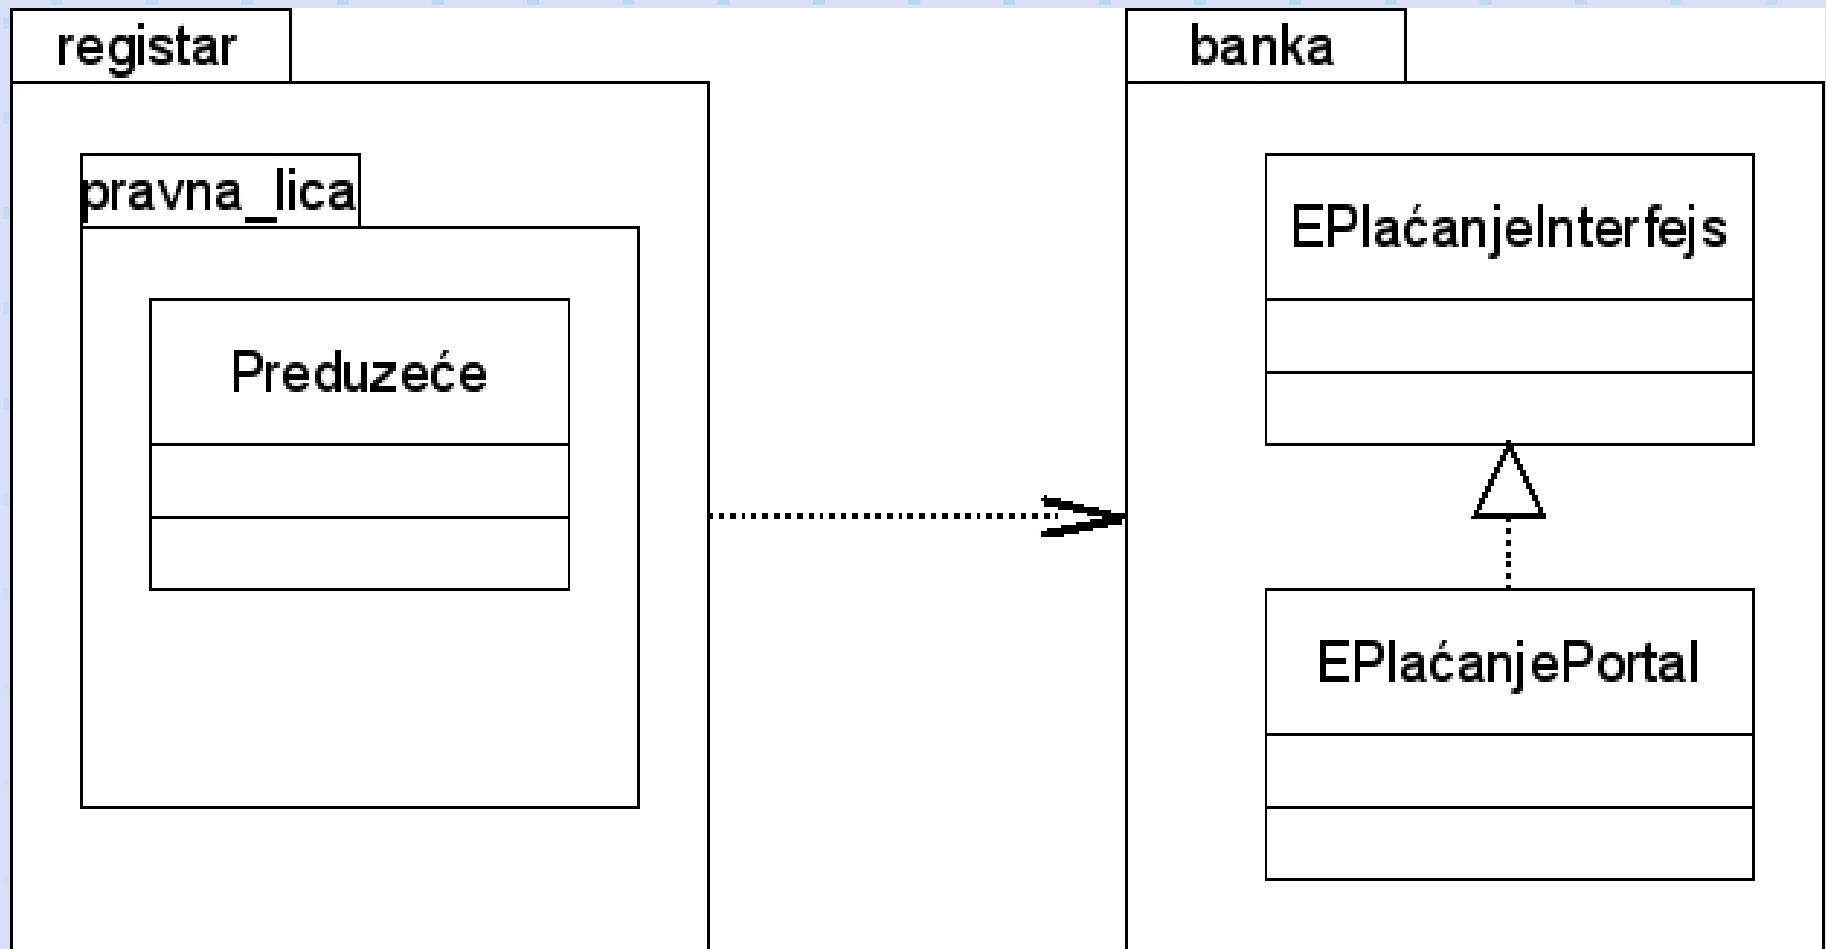 registar
pravna_lica
Preduzeće
banka
EPlaćanjeInterfejs
EPlaćanjePortal